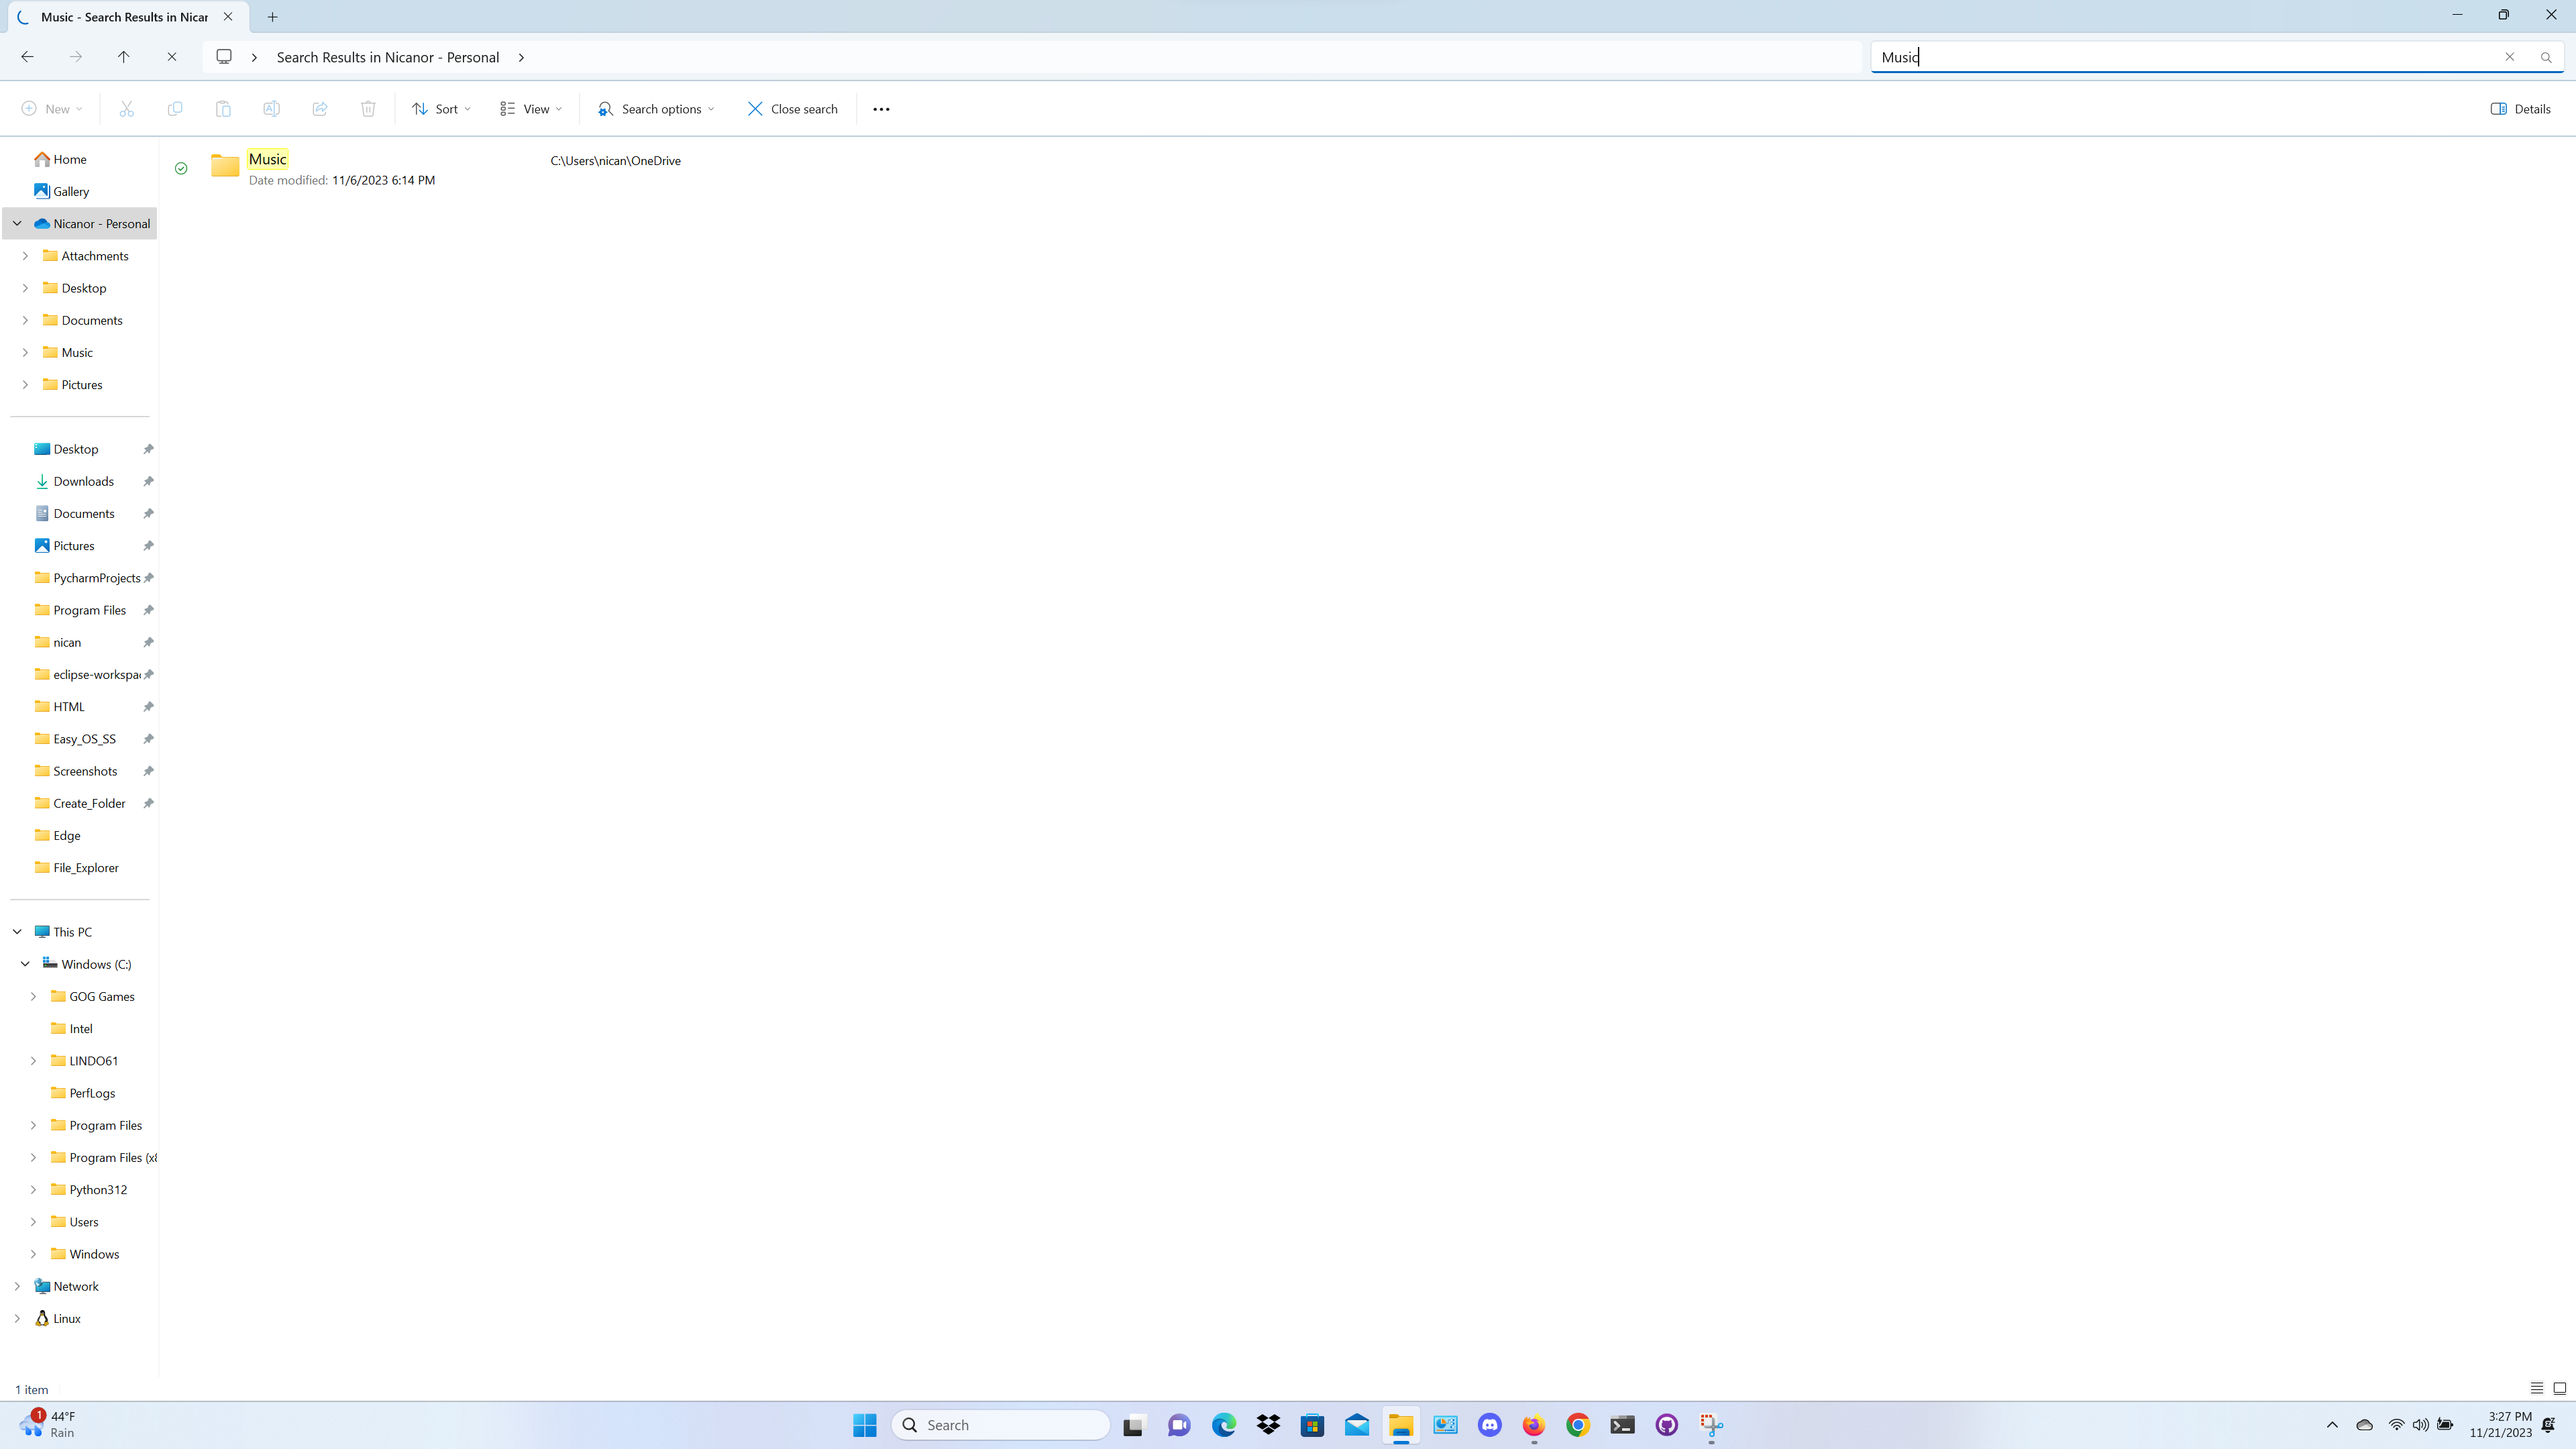 Music - Search Results in Nicar
Search Results in Nicanor - Personal
Music
New
Sort
View
Search options
Close search
Details
Home
Gallery
Nicanor - Personal
Attachments
Desktop
Documents
Music
Pictures
Desktop
Downloads
Documents
Pictures
PycharmProjects
Program Files
nican
eclipse-workspa
HTML
Easy_OS_SS
Screenshots
Create_Folder
Edge
File_Explorer
This PC
Windows (C:)
GOG Games
Intel
LINDO61
PerfLogs
Program Files
Program Files (x8
Python312
Users
Windows
Network
Linux
Music
C:\Users\nican\OneDrive
Date modified: 11/6/2023 6:14 PM
1 item
1
44°F
Rain
Search
3:27 PM
11/21/2023